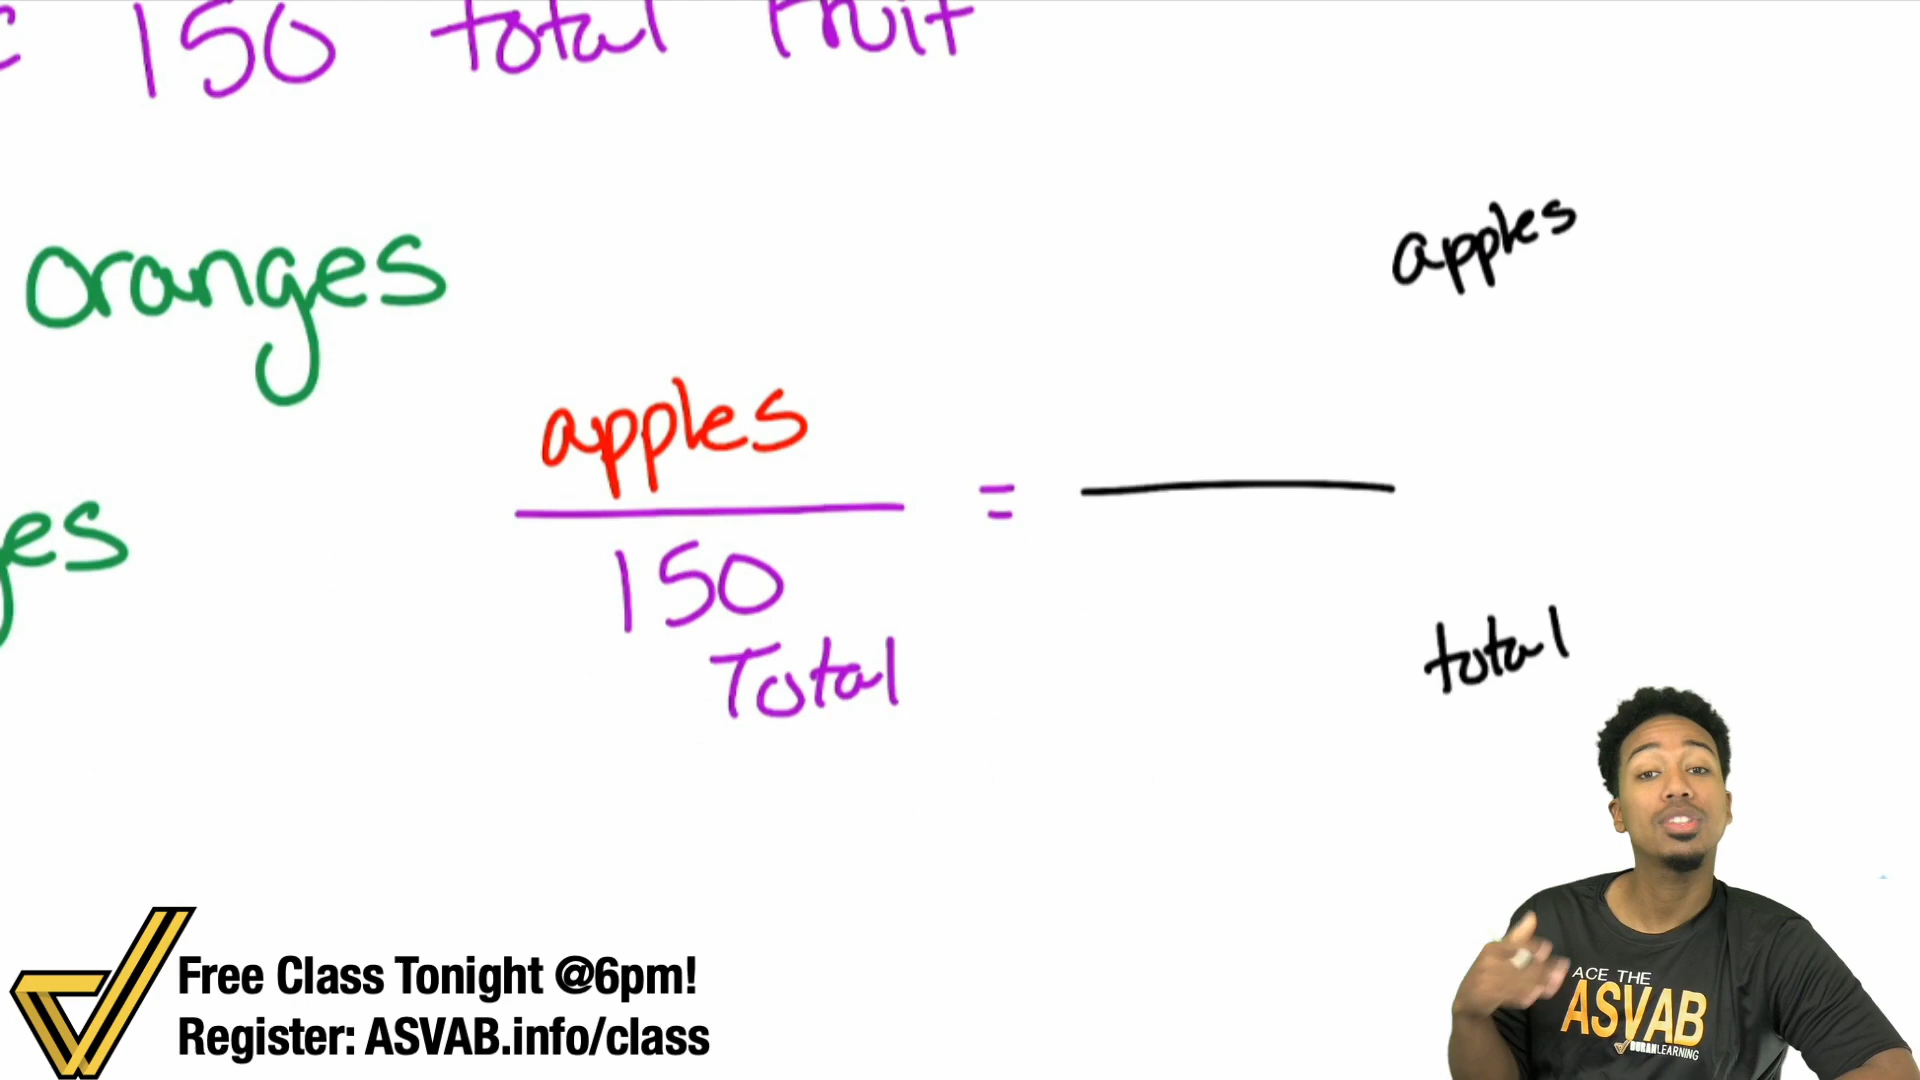 = 150 total fruit
apples
oranges
apples
=
es
150
total
Total
ACE THE
ASVAB
DURANLEARNING
Free Class Tonight @6pm!
Register: ASVAB.info/class